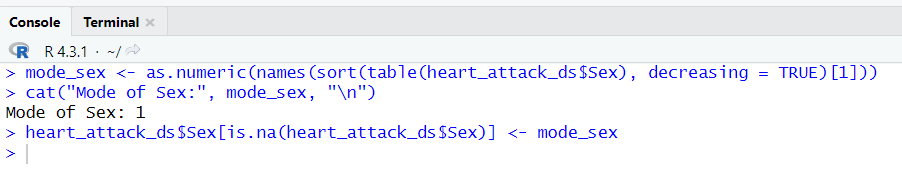 Console Terminal
R 4.3.1 · ~/
> mode_sex <- as.numeric(names(sort(table(heart_attack_ds$Sex), decreasing = TRUE)[1]))
> cat("Mode of Sex:", mode_sex, "\n")
Mode of Sex: 1
> heart_attack_ds$Sex[is.na(heart_attack_ds$Sex)] <- mode_sex
>